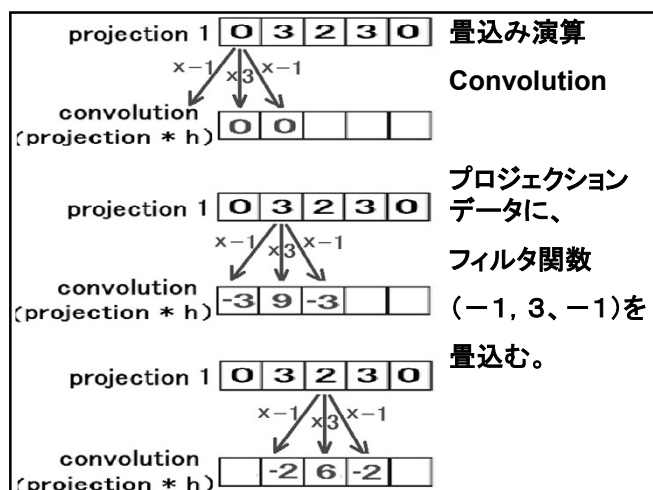 projection 1 0 3 2 3 0
x-1 x3 x-1
convolution
(projection * h) 0 0
projection 1 0 3 2 3 0
x-1 x3 x-1
convolution
(projection * h) -3 9 -3
projection 1 0 3 2 3 0
x-1 x3 x-1
convolution
(projection * h) -2 6 -2
畳込み演算
Convolution
プロジェクション
データに、
フィルタ関数
(－1, 3、－1)を
畳込む。